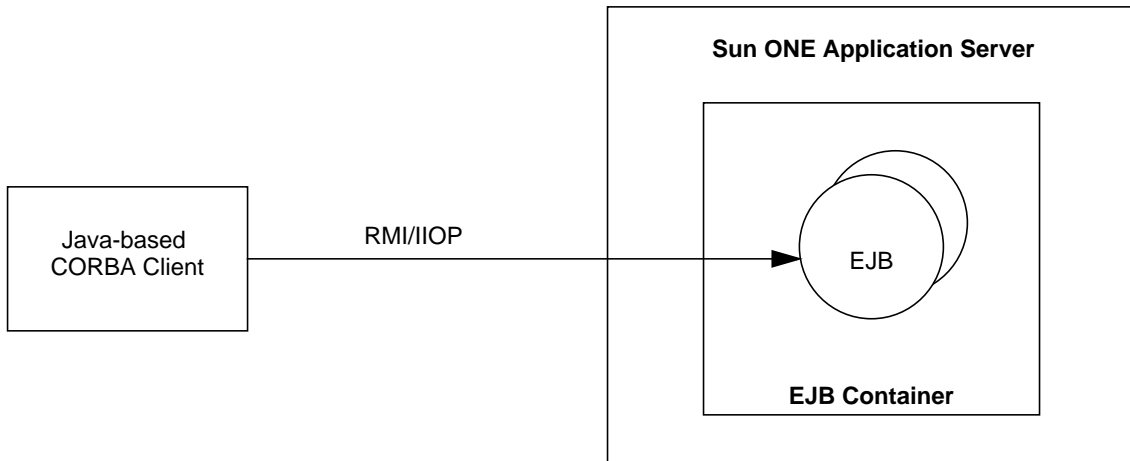 Sun ONE Application Server
Java-based
CORBA Client
RMI/IIOP
EJB
EJB Container